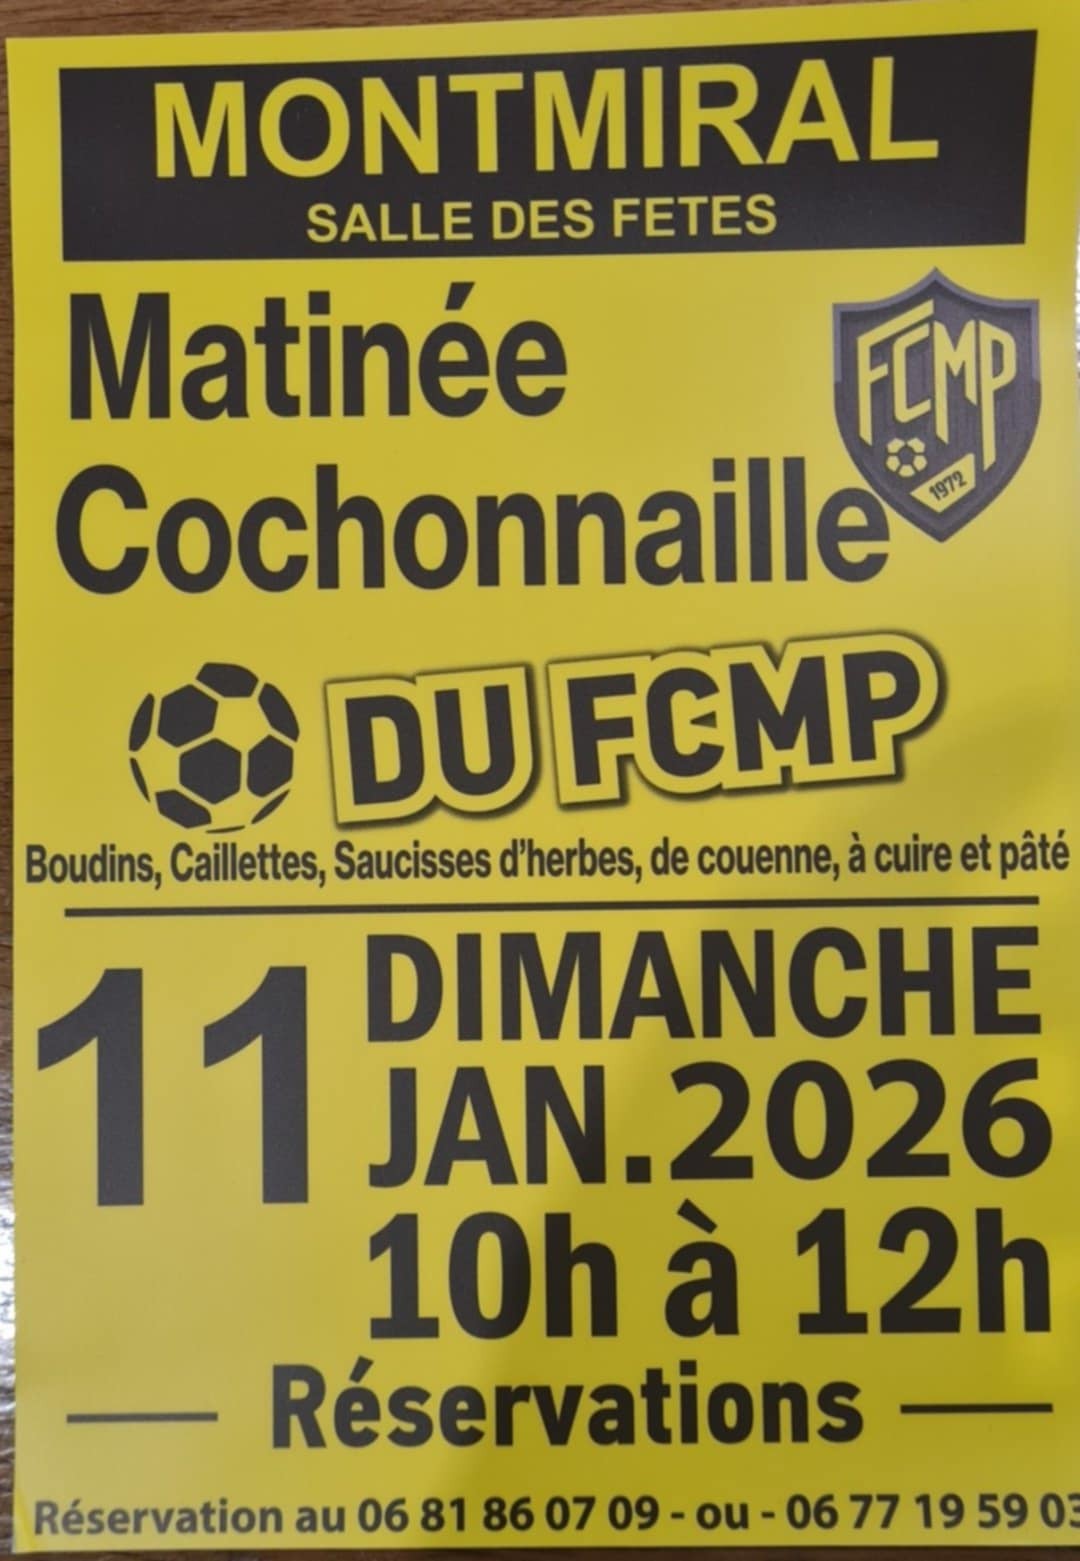 MONTMIRAL
SALLE DES FETES
Matinée
FCMP
1972
Cochonnaille
DU FCMP
Boudins, Caillettes, Saucisses d'herbes, de couenne, à cuire et pâté
11
DIMANCHE
JAN.2026
10h à 12h
Réservations
Réservation au 06 81 86 07 09 - ou - 06 77 19 59 03